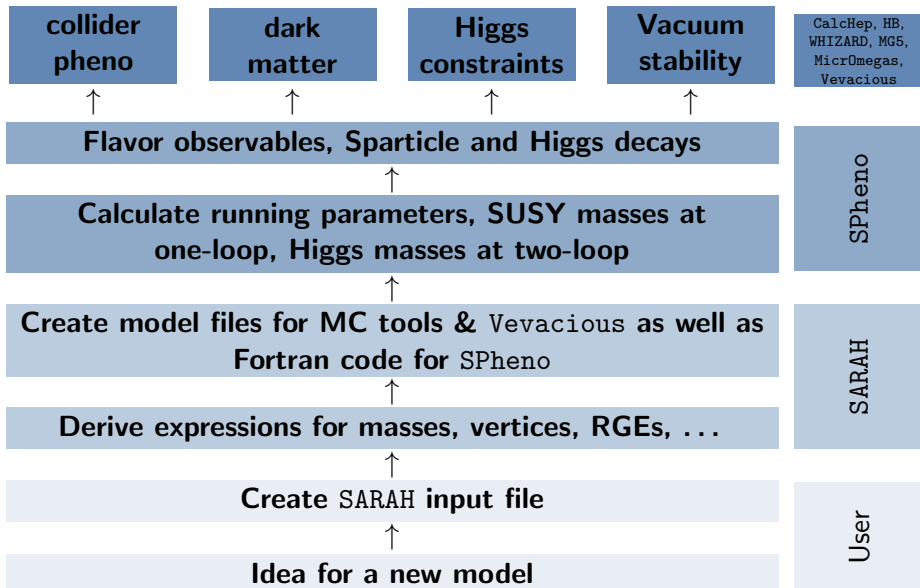 collider
pheno
dark
matter
Higgs
constraints
Vacuum
stability
CalcHep, HB,
WHIZARD, MG5,
MicrOmegas,
Vevacious
↑ ↑ ↑ ↑
Flavor observables, Sparticle and Higgs decays
↑
Calculate running parameters, SUSY masses at
one-loop, Higgs masses at two-loop
SPheno
↑
Create model files for MC tools & Vevacious as well as
Fortran code for SPheno
↑
Derive expressions for masses, vertices, RGEs, ...
SARAH
↑
Create SARAH input file
↑
Idea for a new model
User